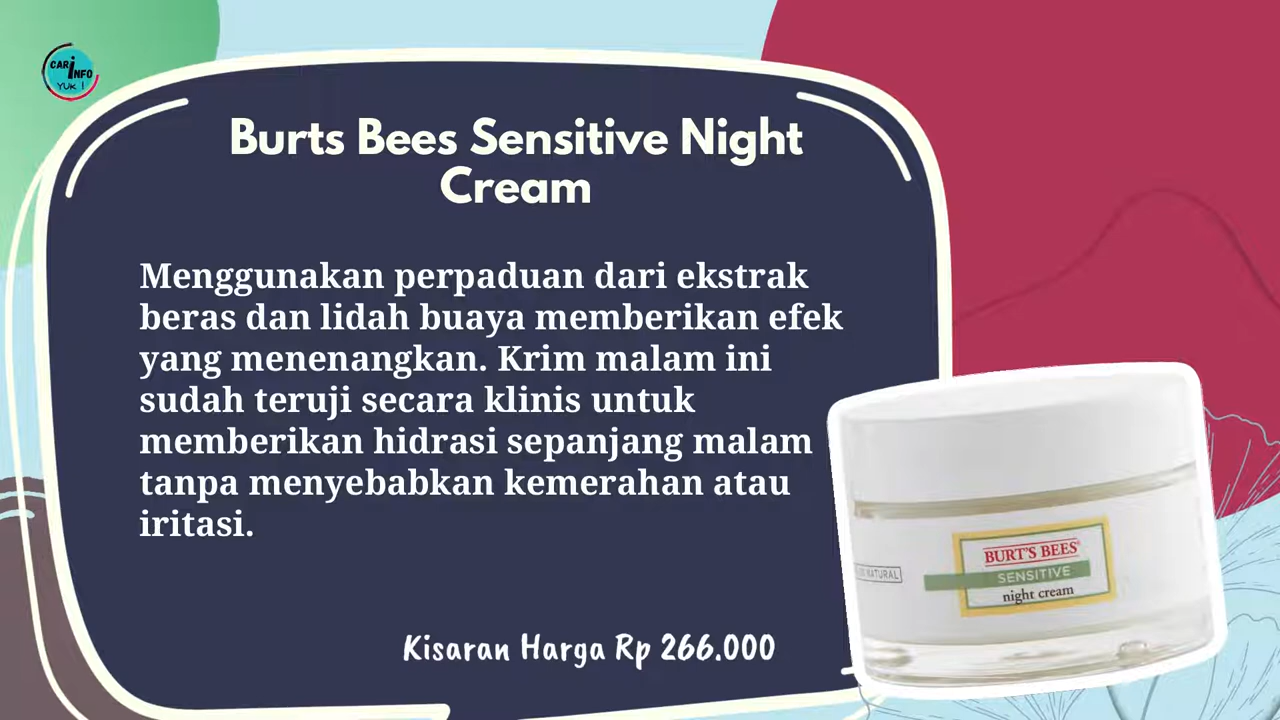 CARI INFO
YUK !
Burts Bees Sensitive Night
Cream
Menggunakan perpaduan dari ekstrak
beras dan lidah buaya memberikan efek
yang menenangkan. Krim malam ini
sudah teruji secara klinis untuk
memberikan hidrasi sepanjang malam
tanpa menyebabkan kemerahan atau
iritasi.
Kisaran Harga Rp 266.000
BURT'S BEES
SENSITIVE
NATURAL
night cream